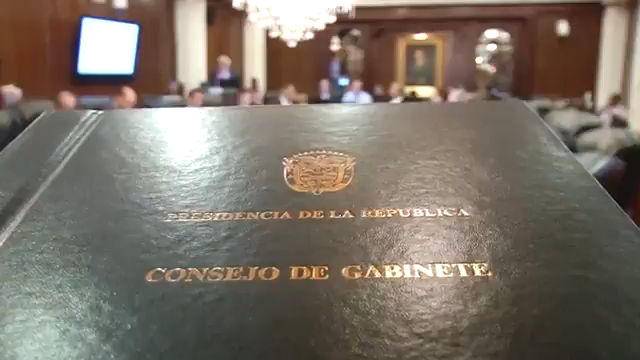 PRESIDENCIA DE LA REPUBLICA
CONSEJO DE GABINETE